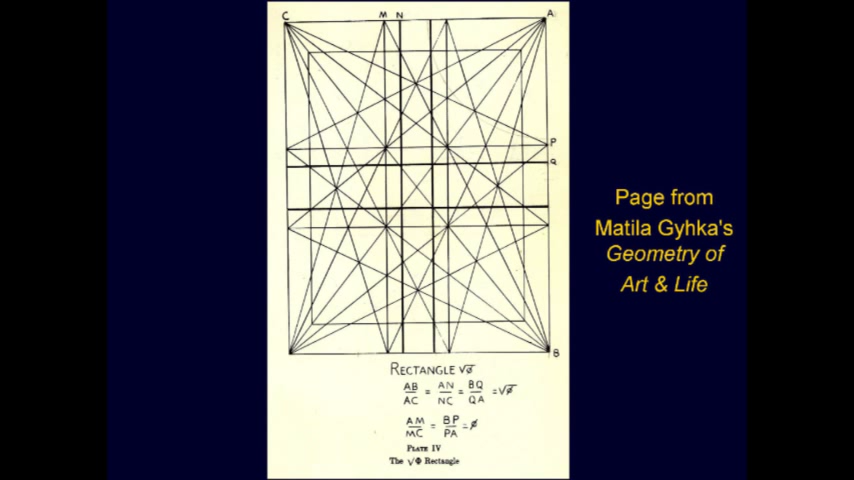 C M N A
P
Q
B
RECTANGLE √φ
AB/AC = AN/NC = BQ/QA = √φ
AM/MC = BP/PA = φ
PLATE IV
The √Φ Rectangle
Page from
Matila Gyhka's
Geometry of
Art & Life